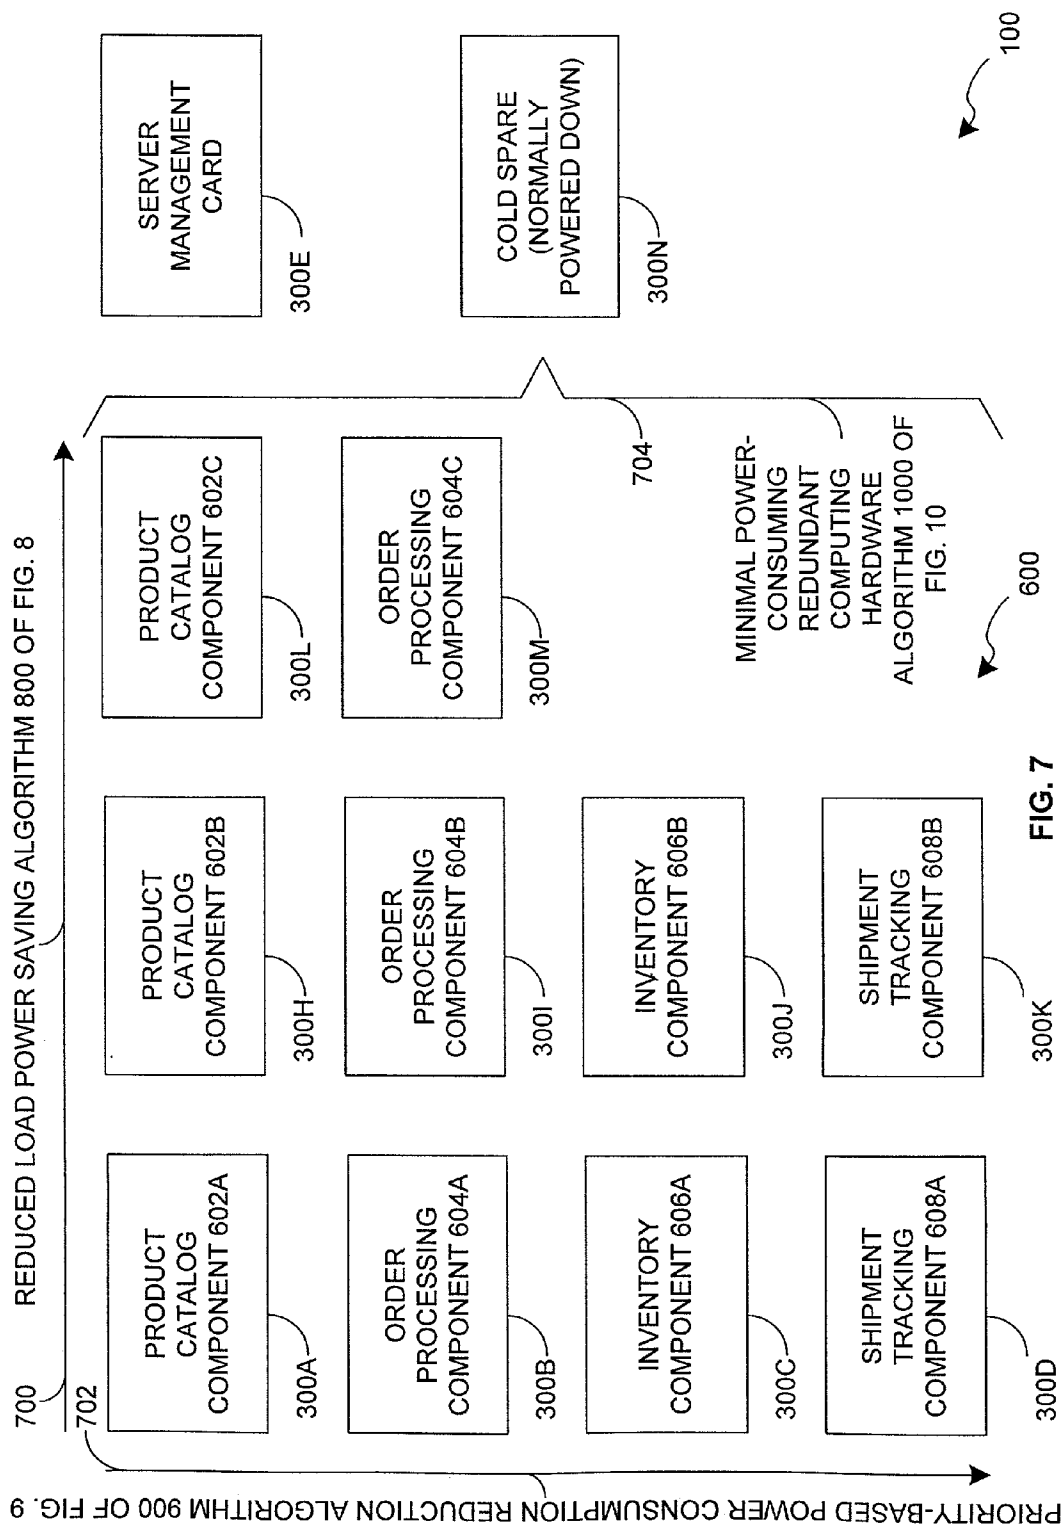 700
REDUCED LOAD POWER SAVING ALGORITHM 800 OF FIG. 8
702
PRIORITY-BASED POWER CONSUMPTION REDUCTION ALGORITHM 900 OF FIG. 9
PRODUCT
CATALOG
COMPONENT 602A
300A
PRODUCT
CATALOG
COMPONENT 602B
300H
PRODUCT
CATALOG
COMPONENT 602C
300L
SERVER
MANAGEMENT
CARD
300E
ORDER
PROCESSING
COMPONENT 604A
300B
ORDER
PROCESSING
COMPONENT 604B
300I
ORDER
PROCESSING
COMPONENT 604C
300M
COLD SPARE
(NORMALLY
POWERED DOWN)
300N
INVENTORY
COMPONENT 606A
300C
INVENTORY
COMPONENT 606B
300J
704
MINIMAL POWER-
CONSUMING
REDUNDANT
COMPUTING
HARDWARE
ALGORITHM 1000 OF
FIG. 10
SHIPMENT
TRACKING
COMPONENT 608A
300D
SHIPMENT
TRACKING
COMPONENT 608B
300K
600
100
FIG. 7